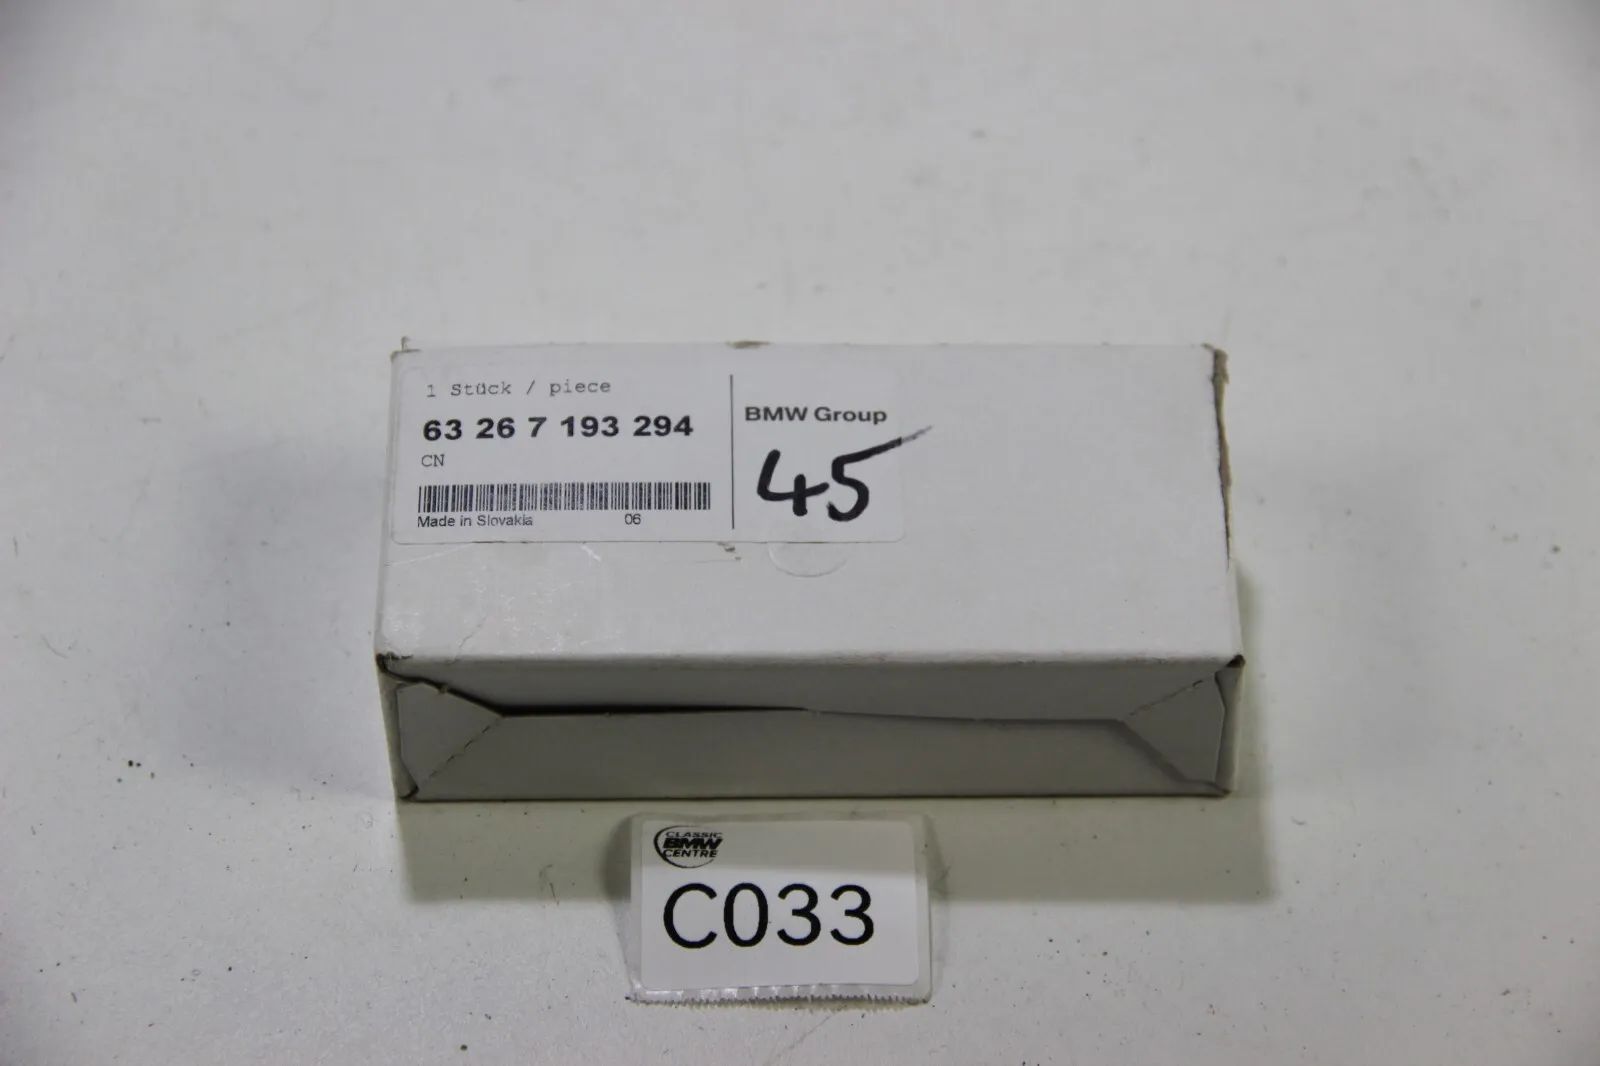 1 Stück / piece
63 26 7 193 294
CN
Made in Slovakia 06
BMW Group
45
CLASSIC
BMW
CENTRE
C033